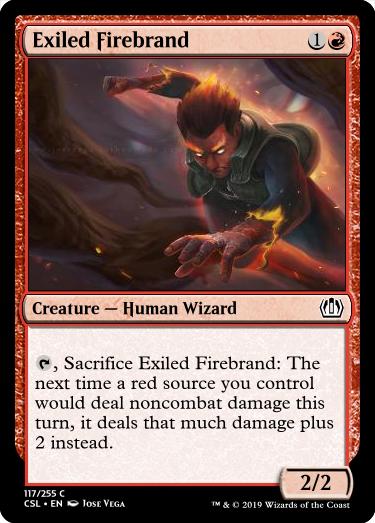 Exiled Firebrand
1
Creature — Human Wizard
, Sacrifice Exiled Firebrand: The
next time a red source you control
would deal noncombat damage this
turn, it deals that much damage plus
2 instead.
2/2
117/255 C
CSL • EN Jose Vega
™ & © 2019 Wizards of the Coast